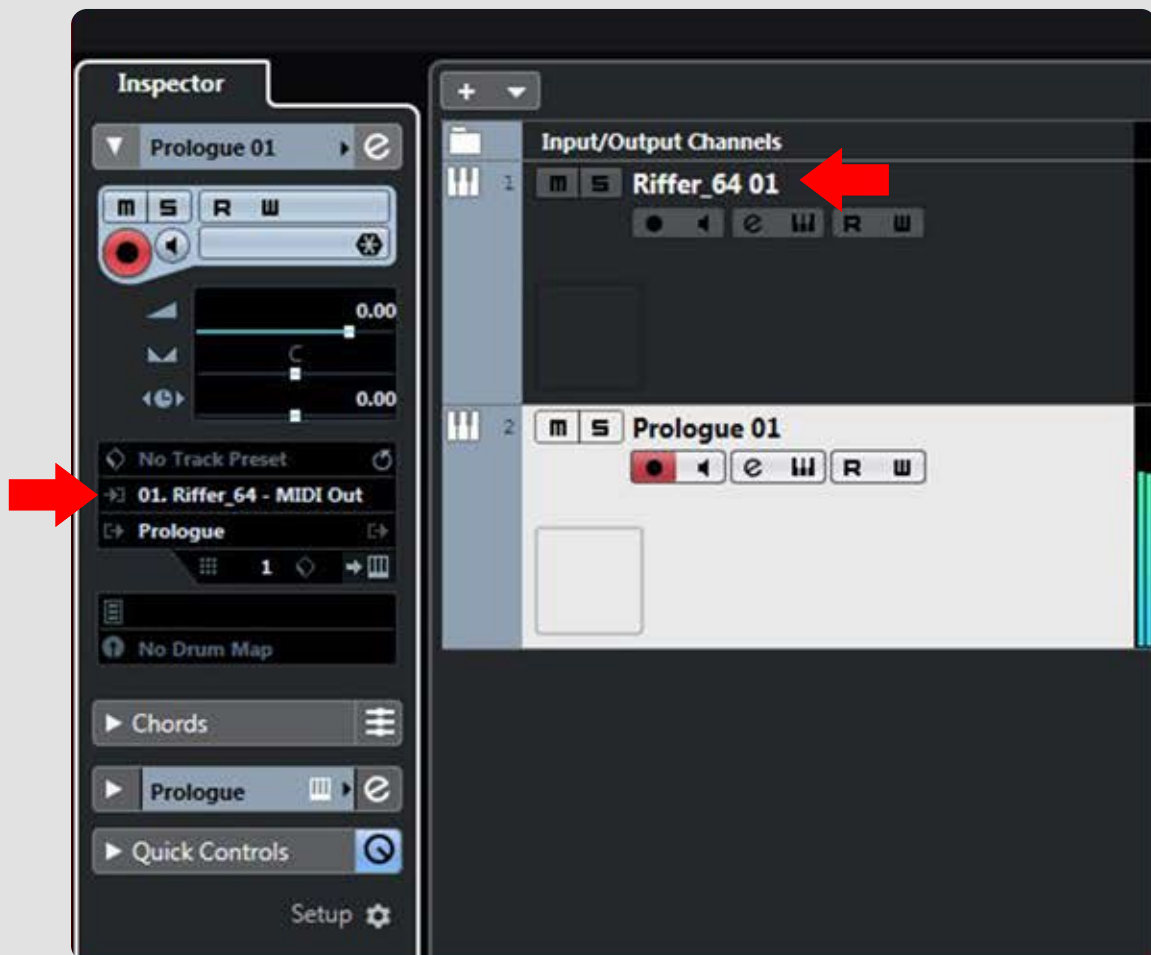 Inspector
Prologue 01
m S R W
0.00
C
0.00
No Track Preset
01. Riffer_64 - MIDI Out
Prologue
1
No Drum Map
Chords
Prologue
Quick Controls
Setup
+
Input/Output Channels
1 m S Riffer_64 01
e R W
2 m S Prologue 01
e R W